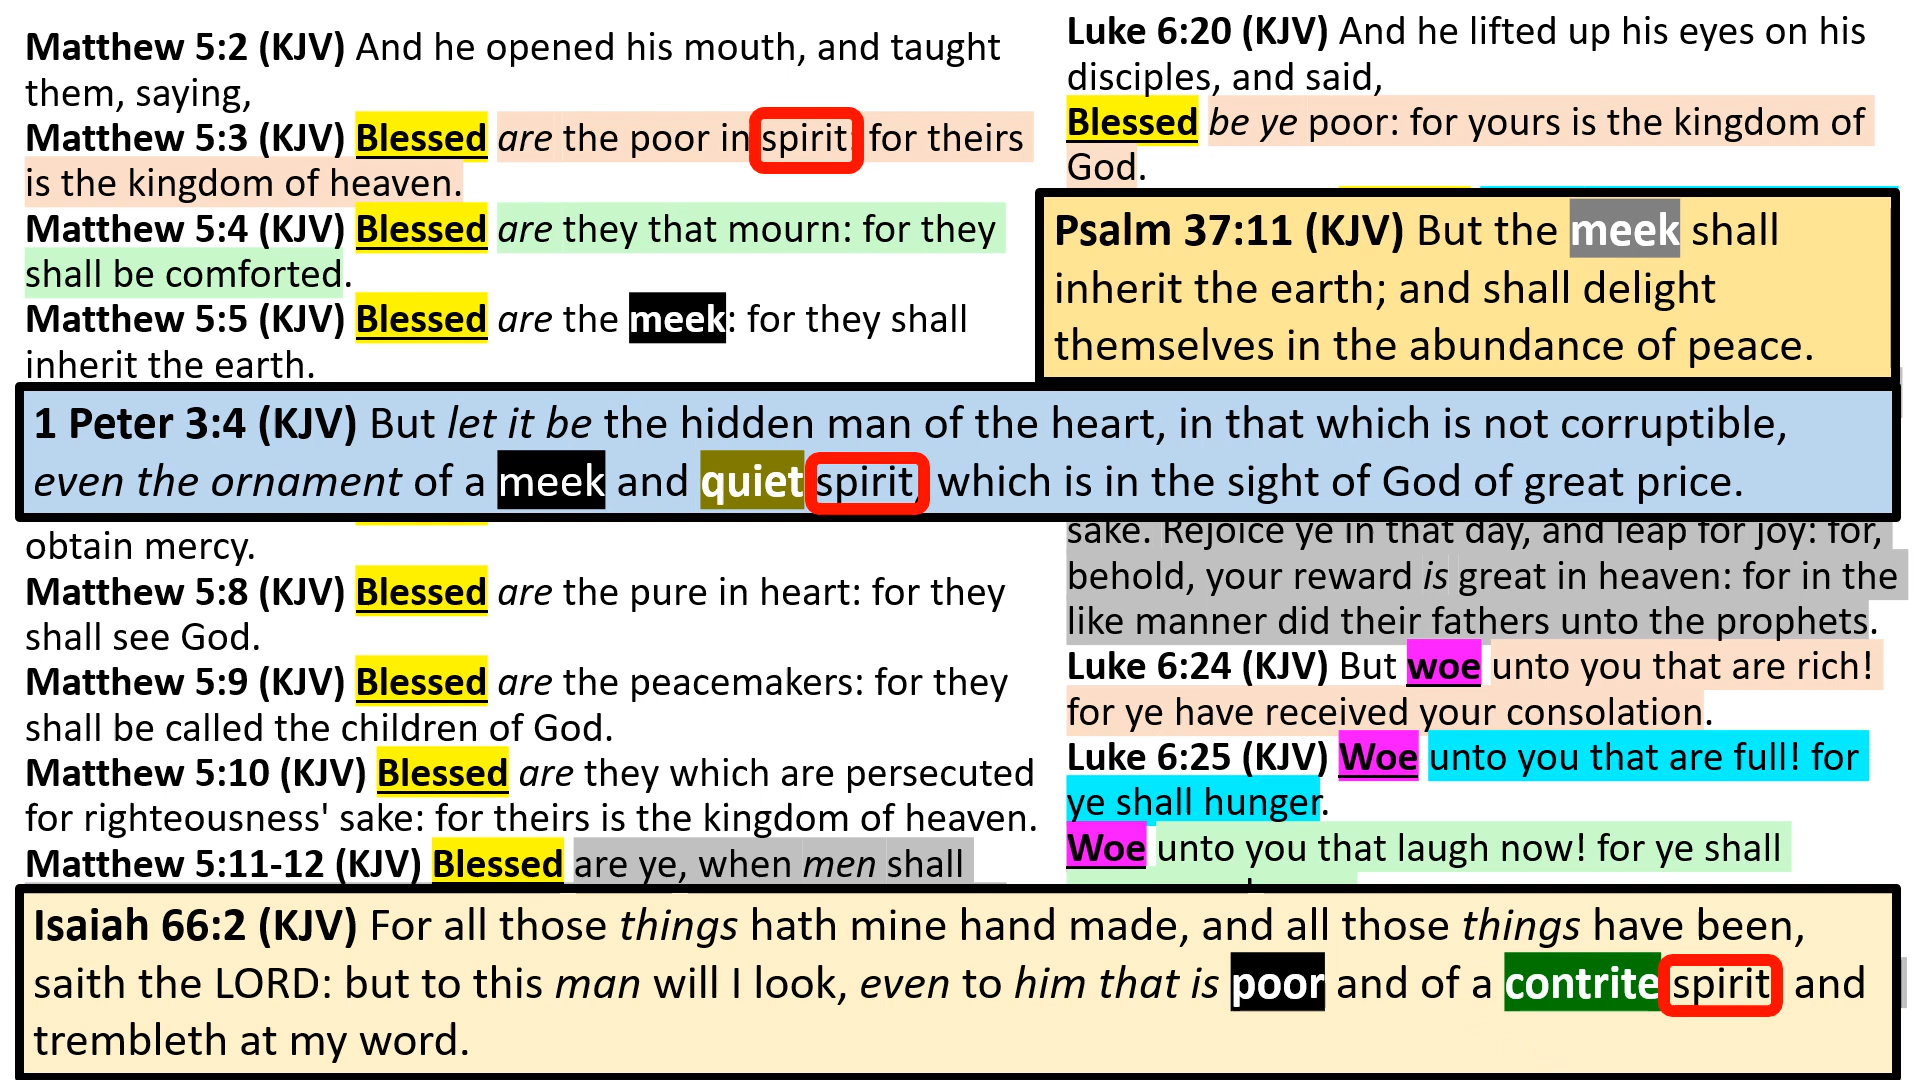 Matthew 5:2 (KJV) And he opened his mouth, and taught
them, saying,
Matthew 5:3 (KJV) Blessed are the poor in spirit: for theirs
is the kingdom of heaven.
Matthew 5:4 (KJV) Blessed are they that mourn: for they
shall be comforted.
Matthew 5:5 (KJV) Blessed are the meek: for they shall
inherit the earth.
Luke 6:20 (KJV) And he lifted up his eyes on his
disciples, and said,
Blessed be ye poor: for yours is the kingdom of
God.
Psalm 37:11 (KJV) But the meek shall
inherit the earth; and shall delight
themselves in the abundance of peace.
1 Peter 3:4 (KJV) But let it be the hidden man of the heart, in that which is not corruptible,
even the ornament of a meek and quiet spirit, which is in the sight of God of great price.
obtain mercy.
Matthew 5:8 (KJV) Blessed are the pure in heart: for they
shall see God.
Matthew 5:9 (KJV) Blessed are the peacemakers: for they
shall be called the children of God.
Matthew 5:10 (KJV) Blessed are they which are persecuted
for righteousness' sake: for theirs is the kingdom of heaven.
Matthew 5:11-12 (KJV) Blessed are ye, when men shall
sake. Rejoice ye in that day, and leap for joy: for,
behold, your reward is great in heaven: for in the
like manner did their fathers unto the prophets.
Luke 6:24 (KJV) But woe unto you that are rich!
for ye have received your consolation.
Luke 6:25 (KJV) Woe unto you that are full! for
ye shall hunger.
Woe unto you that laugh now! for ye shall
Isaiah 66:2 (KJV) For all those things hath mine hand made, and all those things have been,
saith the LORD: but to this man will I look, even to him that is poor and of a contrite spirit and
trembleth at my word.